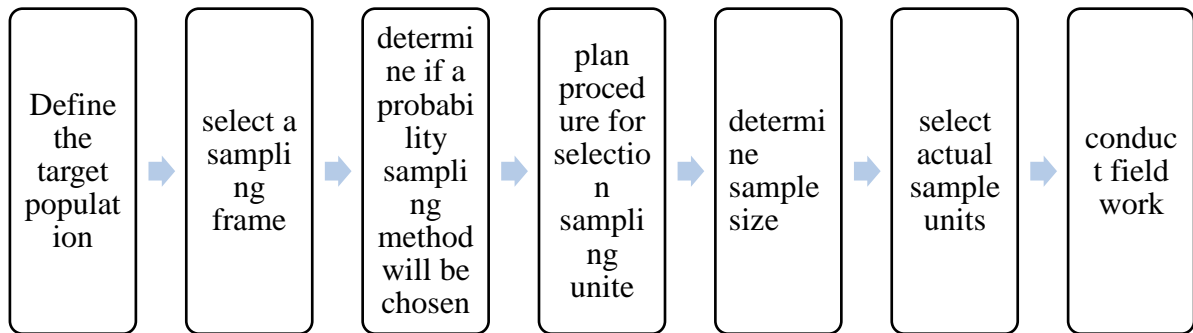 Define
the
target
populat
ion
select a
sampli
ng
frame
determi
ne if a
probabi
lity
sampli
ng
method
will be
chosen
plan
proced
ure for
selectio
n
sampli
ng
unite
determi
ne
sample
size
select
actual
sample
units
conduc
t field
work